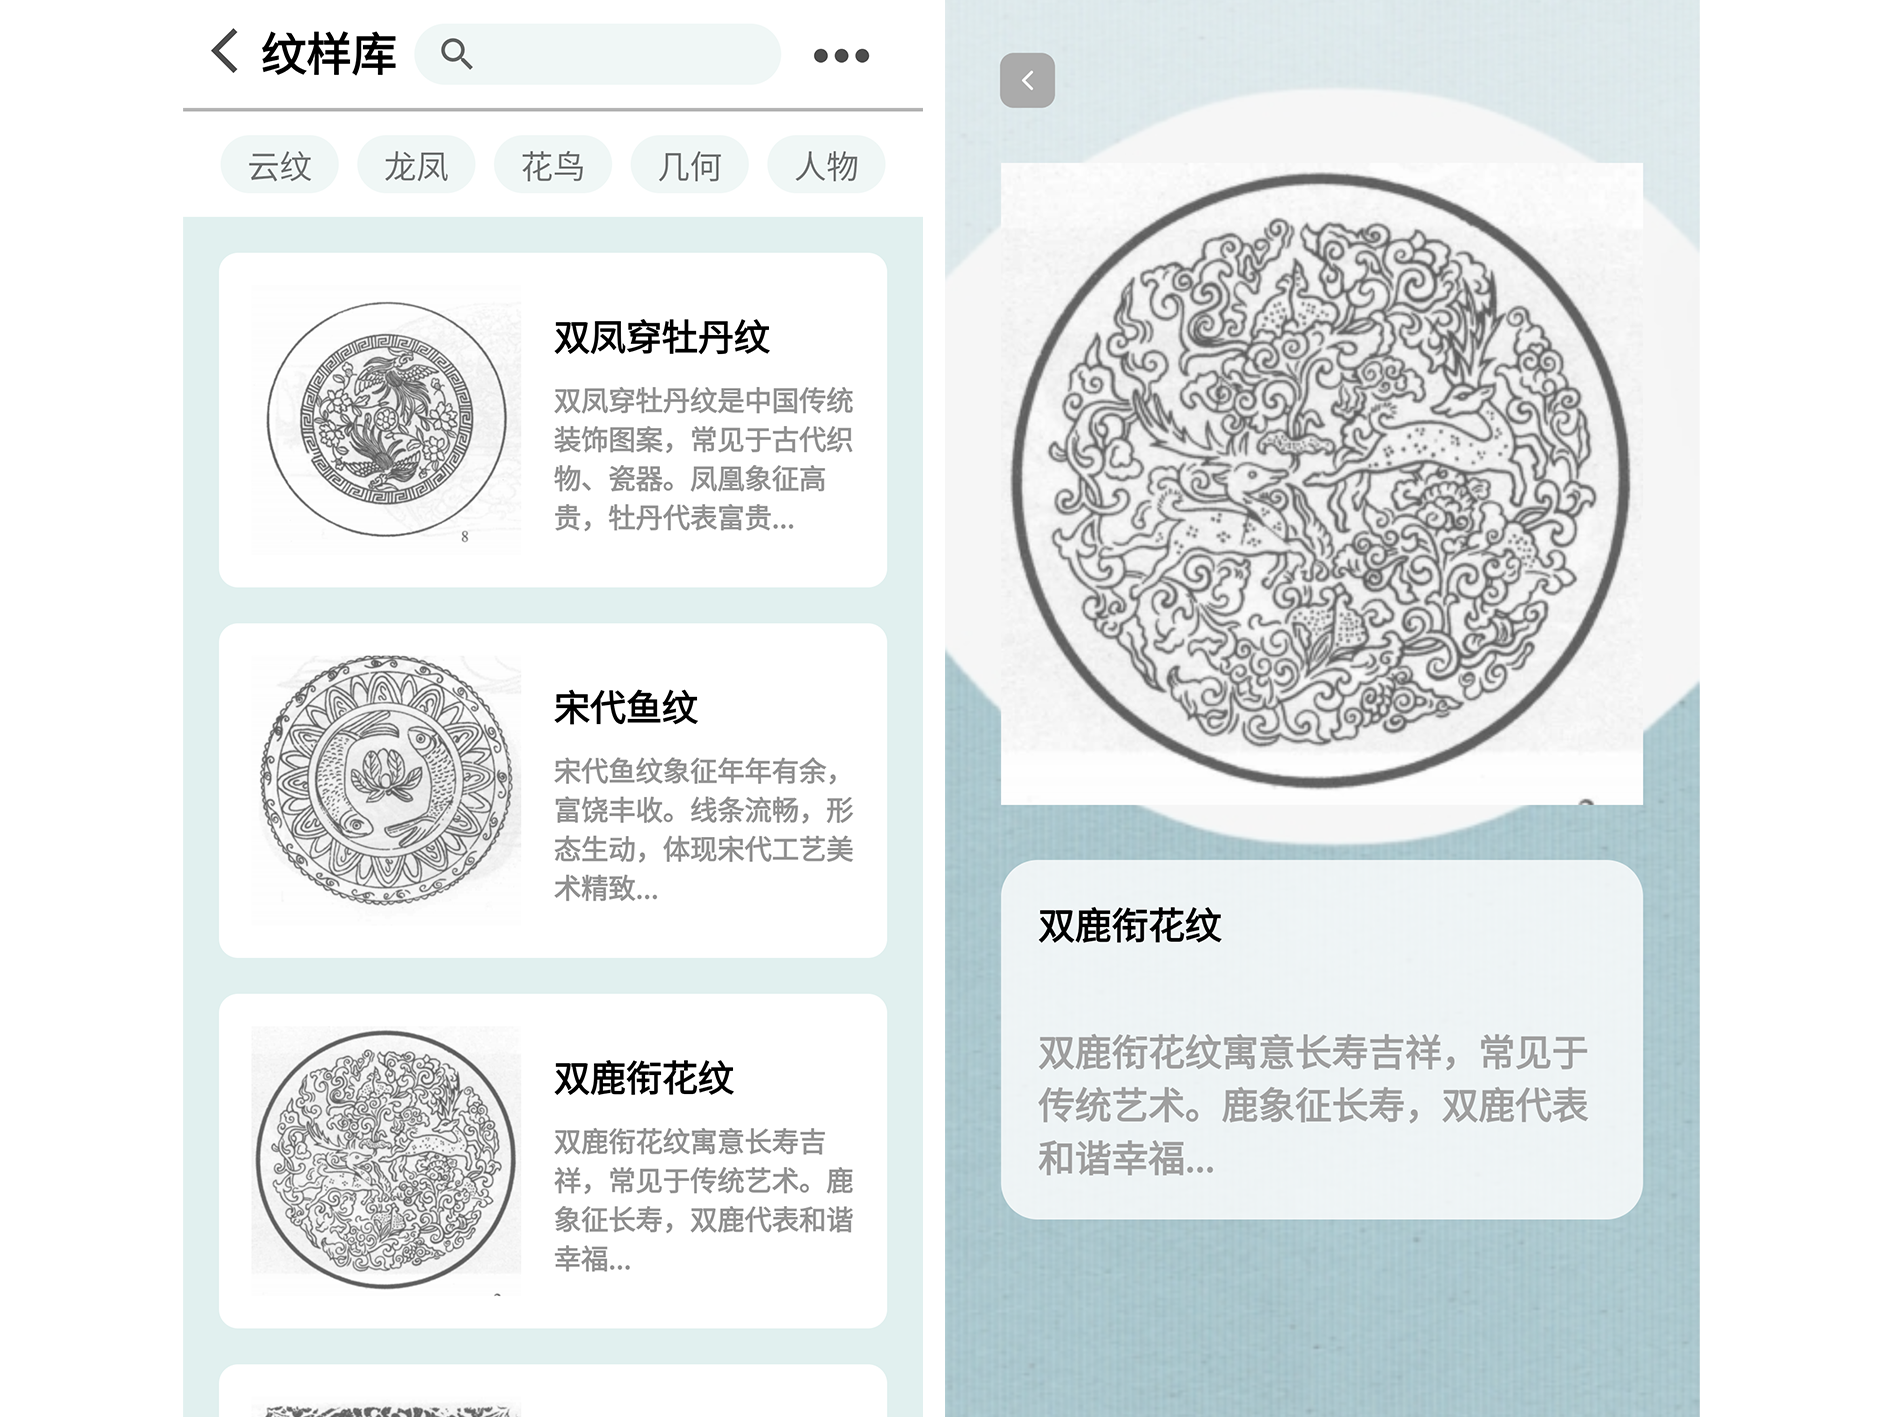 纹样库
云纹 龙凤 花鸟 几何 人物
双凤穿牡丹纹
双凤穿牡丹纹是中国传统
装饰图案，常见于古代织
物、瓷器。凤凰象征高
贵，牡丹代表富贵...
8
宋代鱼纹
宋代鱼纹象征年年有余，
富饶丰收。线条流畅，形
态生动，体现宋代工艺美
术精致...
双鹿衔花纹
双鹿衔花纹寓意长寿吉
祥，常见于传统艺术。鹿
象征长寿，双鹿代表和谐
幸福...
双鹿衔花纹
双鹿衔花纹寓意长寿吉祥，常见于
传统艺术。鹿象征长寿，双鹿代表
和谐幸福...